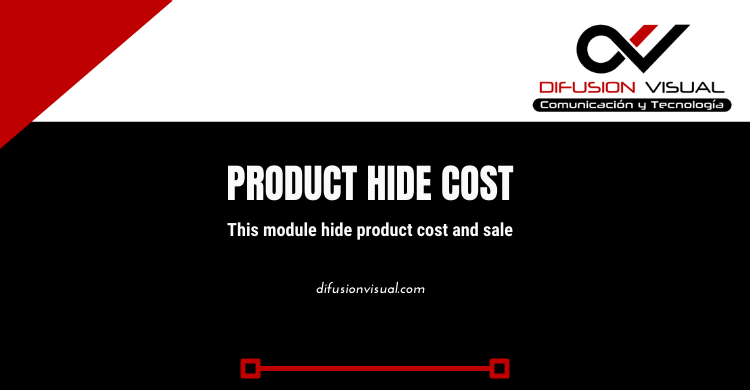 DIFUSION VISUAL
Comunicación y Tecnología
PRODUCT HIDE COST
This module hide product cost and sale
difusionvisual.com